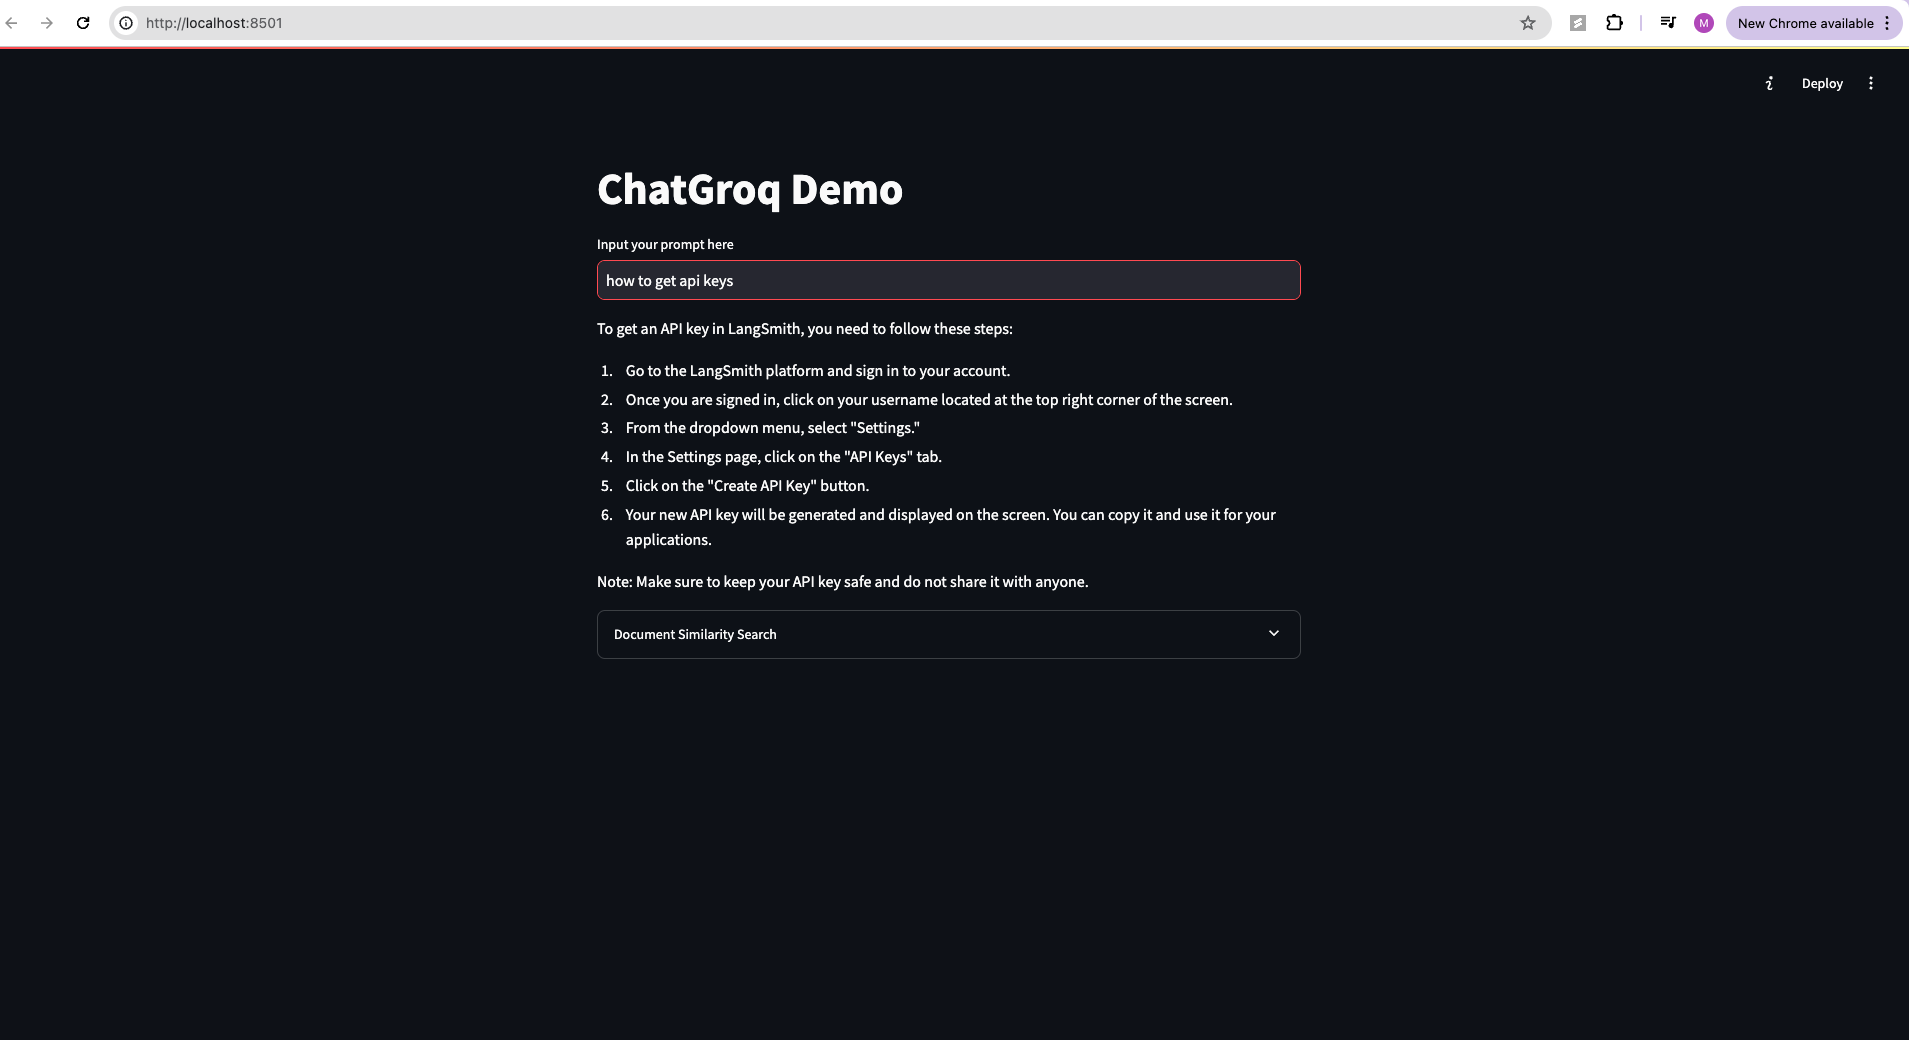 http://localhost:8501
M
New Chrome available
Deploy
ChatGroq Demo
Input your prompt here
how to get api keys
To get an API key in LangSmith, you need to follow these steps:
1. Go to the LangSmith platform and sign in to your account.
2. Once you are signed in, click on your username located at the top right corner of the screen.
3. From the dropdown menu, select "Settings."
4. In the Settings page, click on the "API Keys" tab.
5. Click on the "Create API Key" button.
6. Your new API key will be generated and displayed on the screen. You can copy it and use it for your
applications.
Note: Make sure to keep your API key safe and do not share it with anyone.
Document Similarity Search